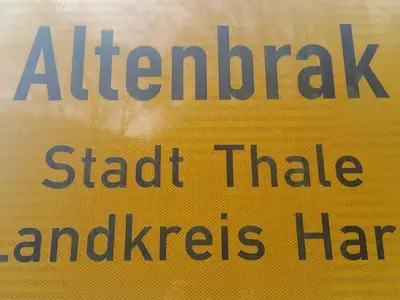 Altenbrak
Stadt Thale
Landkreis Har